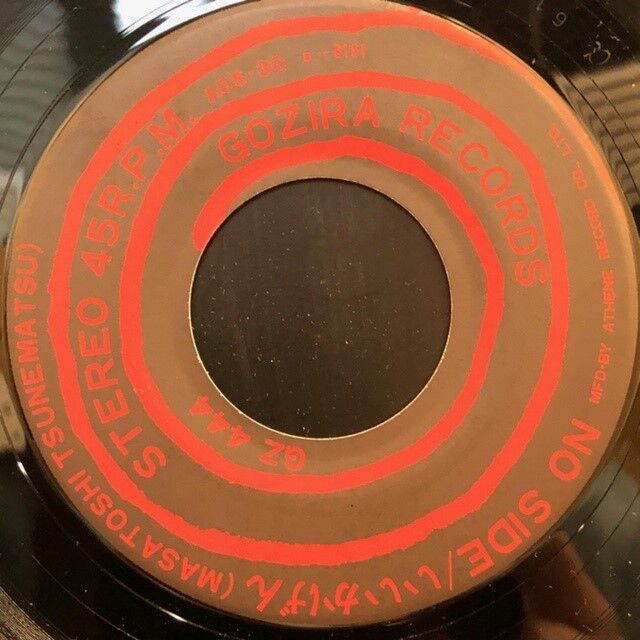 GOZIRA RECORDS
GZ 444
STEREO 45R.P.M.
NO SIDE/いいかげん(MASATOSHI TSUNEMATSU)
MFD-BY ATHENE RECORD CO. LTD.